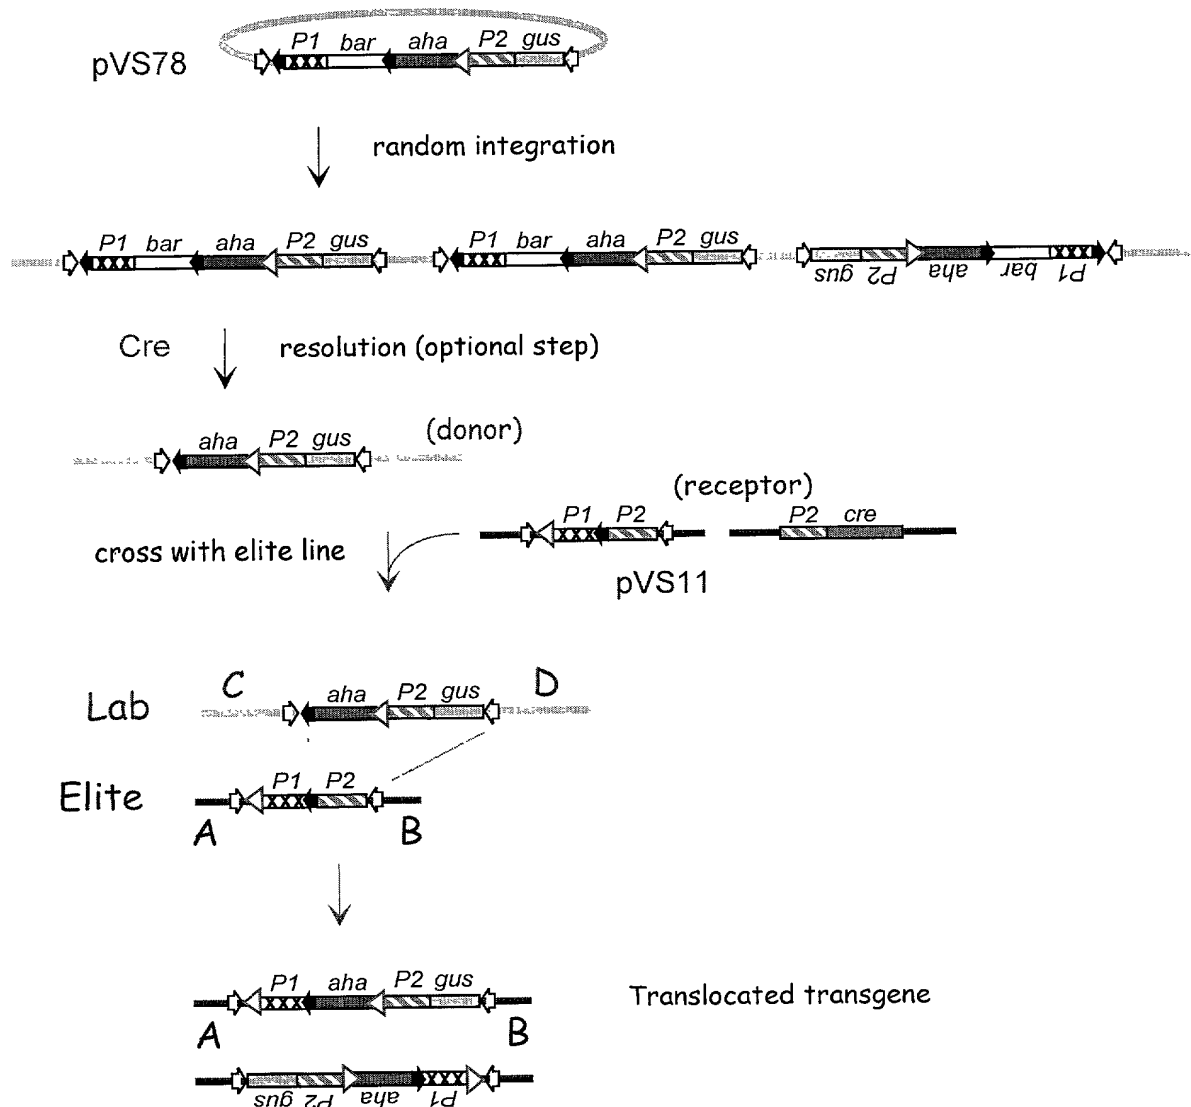 P1 bar aha P2 gus
pVS78
random integration
P1 bar aha P2 gus P1 bar aha P2 gus
gus P2 aha bar P1
Cre resolution (optional step)
aha P2 gus (donor)
(receptor)
P1 P2 P2 cre
cross with elite line
pVS11
C D
Lab aha P2 gus
P1 P2
Elite
A B
P1 aha P2 gus
Translocated transgene
A B
gus P2 aha P1